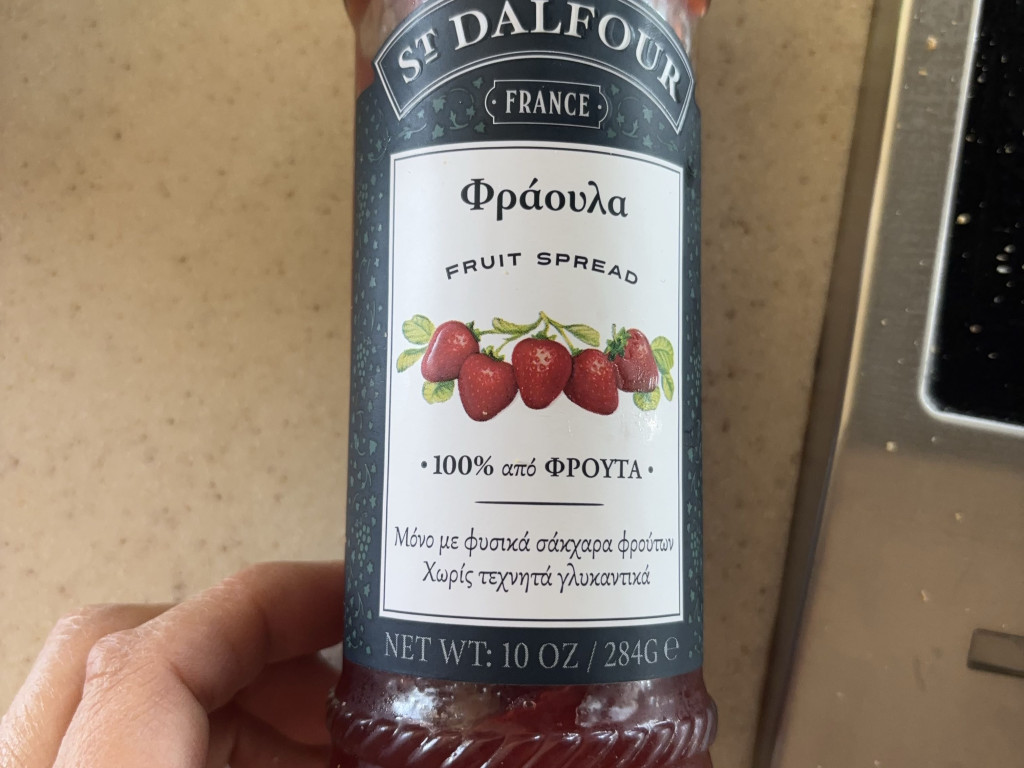 ST DALFOUR
FRANCE
Φράουλα
FRUIT SPREAD
• 100% από ΦΡΟΥΤΑ •
Μόνο με φυσικά σάκχαρα φρούτων
Χωρίς τεχνητά γλυκαντικά
NET WT: 10 OZ / 284G ℮